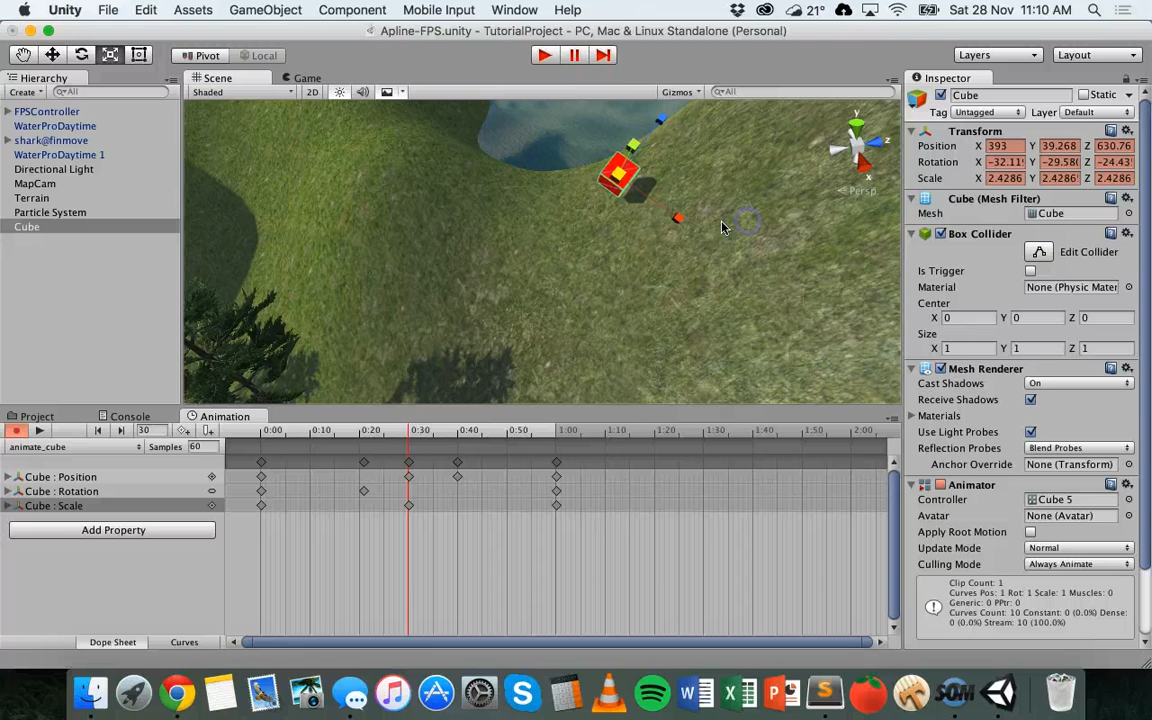 Unity File Edit Assets GameObject Component Mobile Input Window Help 21° Sat 28 Nov 11:10 AM
Apline-FPS.unity - TutorialProject - PC, Mac & Linux Standalone (Personal)
Pivot Local Layers Layout
Hierarchy Scene Game Inspector
Create All Shaded 2D Gizmos All Cube Static
Tag Untagged Layer Default
FPSController
WaterProDaytime
shark@finmove
WaterProDaytime 1
Directional Light
MapCam
Terrain
Particle System
Cube
y
z
x
Persp
Transform
Position X 393 Y 39.268 Z 630.76
Rotation X -32.11 Y -29.58 Z -24.43
Scale X 2.4286 Y 2.4286 Z 2.4286
Cube (Mesh Filter)
Mesh Cube
Box Collider
Edit Collider
Is Trigger
Material None (Physic Mater
Center
X 0 Y 0 Z 0
Size
X 1 Y 1 Z 1
Mesh Renderer
Cast Shadows On
Receive Shadows
Materials
Use Light Probes
Reflection Probes Blend Probes
Anchor Override None (Transform)
Animator
Controller Cube 5
Avatar None (Avatar)
Apply Root Motion
Update Mode Normal
Culling Mode Always Animate
Clip Count: 1
Curves Pos: 1 Rot: 1 Scale: 1 Muscles: 0
Generic: 0 PPtr: 0
Curves Count: 10 Constant: 0 (0.0%) Dense:
0 (0.0%) Stream: 10 (100.0%)
Project Console Animation
30 0:00 0:10 0:20 0:30 0:40 0:50 1:00 1:10 1:20 1:30 1:40 1:50 2:00
animate_cube Samples 60
Cube : Position
Cube : Rotation
Cube : Scale
Add Property
Dope Sheet Curves